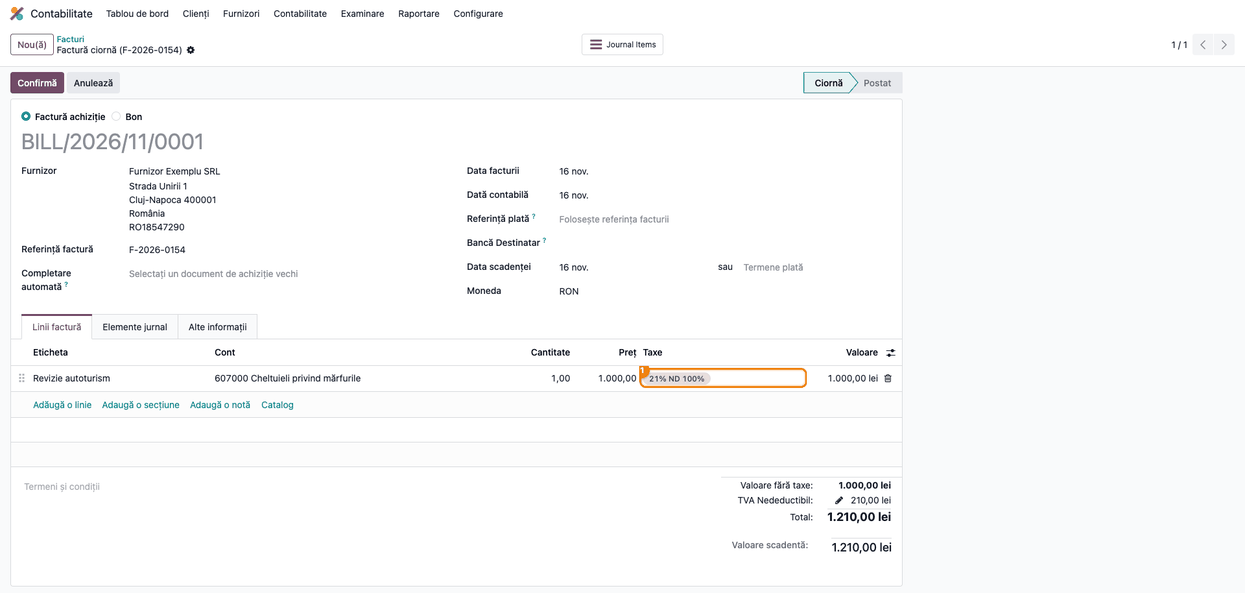 Contabilitate Tablou de bord Clienți Furnizori Contabilitate Examinare Raportare Configurare
Nou(ă) Facturi
Factură ciornă (F-2026-0154)
Journal Items
1 / 1
Confirmă Anulează Ciornă Postat
Factură achiziție Bon
BILL/2026/11/0001
Furnizor Furnizor Exemplu SRL
Strada Unirii 1
Cluj-Napoca 400001
România
RO18547290
Referință factură F-2026-0154
Completare automată ? Selectați un document de achiziție vechi
Data facturii 16 nov.
Dată contabilă 16 nov.
Referință plată ? Folosește referința facturii
Bancă Destinatar ?
Data scadenței 16 nov. sau Termene plată
Moneda RON
Linii factură Elemente jurnal Alte informații
Eticheta Cont Cantitate Preț Taxe Valoare
Revizie autoturism 607000 Cheltuieli privind mărfurile 1,00 1.000,00 1 21% ND 100% 1.000,00 lei
Adăugă o linie Adaugă o secțiune Adaugă o notă Catalog
Termeni și condiții
Valoare fără taxe: 1.000,00 lei
TVA Nedeductibil: 210,00 lei
Total: 1.210,00 lei
Valoare scadentă: 1.210,00 lei